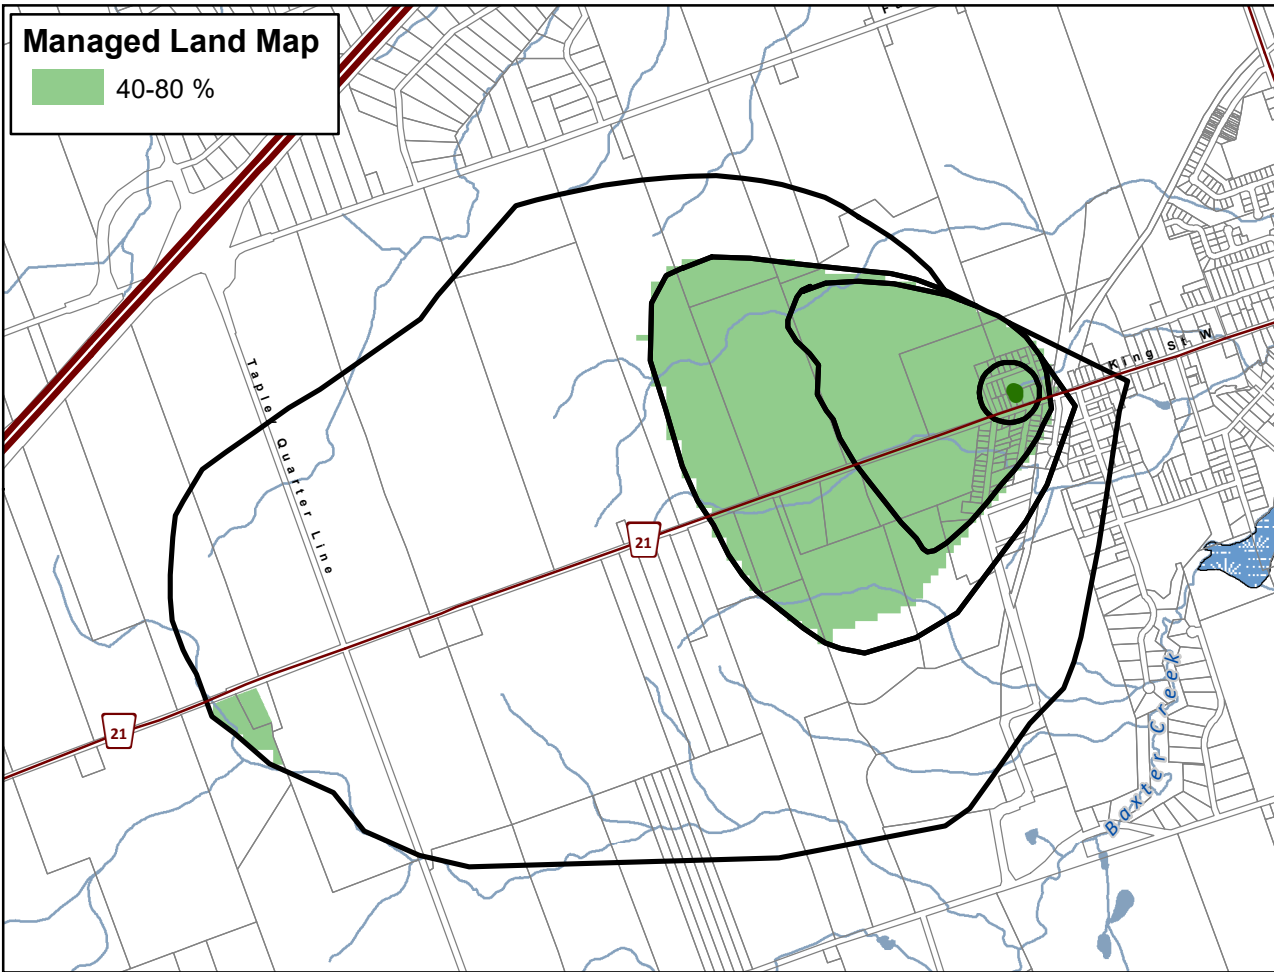 Managed Land Map
40-80 %
King St W
Tapley Quarter Line
21
21
Baxter Creek